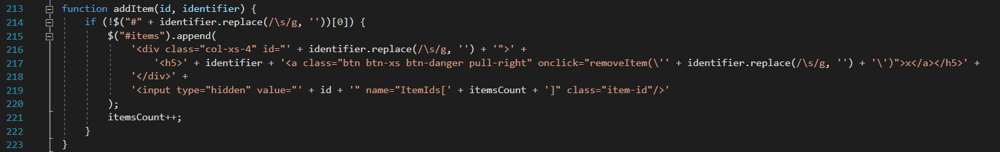 213 function addItem(id, identifier) {
214 if (!$("#" + identifier.replace(/\s/g, ''))[0]) {
215 $("#items").append(
216 '<div class="col-xs-4" id="' + identifier.replace(/\s/g, '') + '">' +
217 '<h5>' + identifier + '<a class="btn btn-xs btn-danger pull-right" onclick="removeItem(\'' + identifier.replace(/\s/g, '') + '\')">x</a></h5>' +
218 '</div>' +
219 '<input type="hidden" value="' + id + '" name="ItemIds[' + itemsCount + ']" class="item-id"/>'
220 );
221 itemsCount++;
222 }
223 }